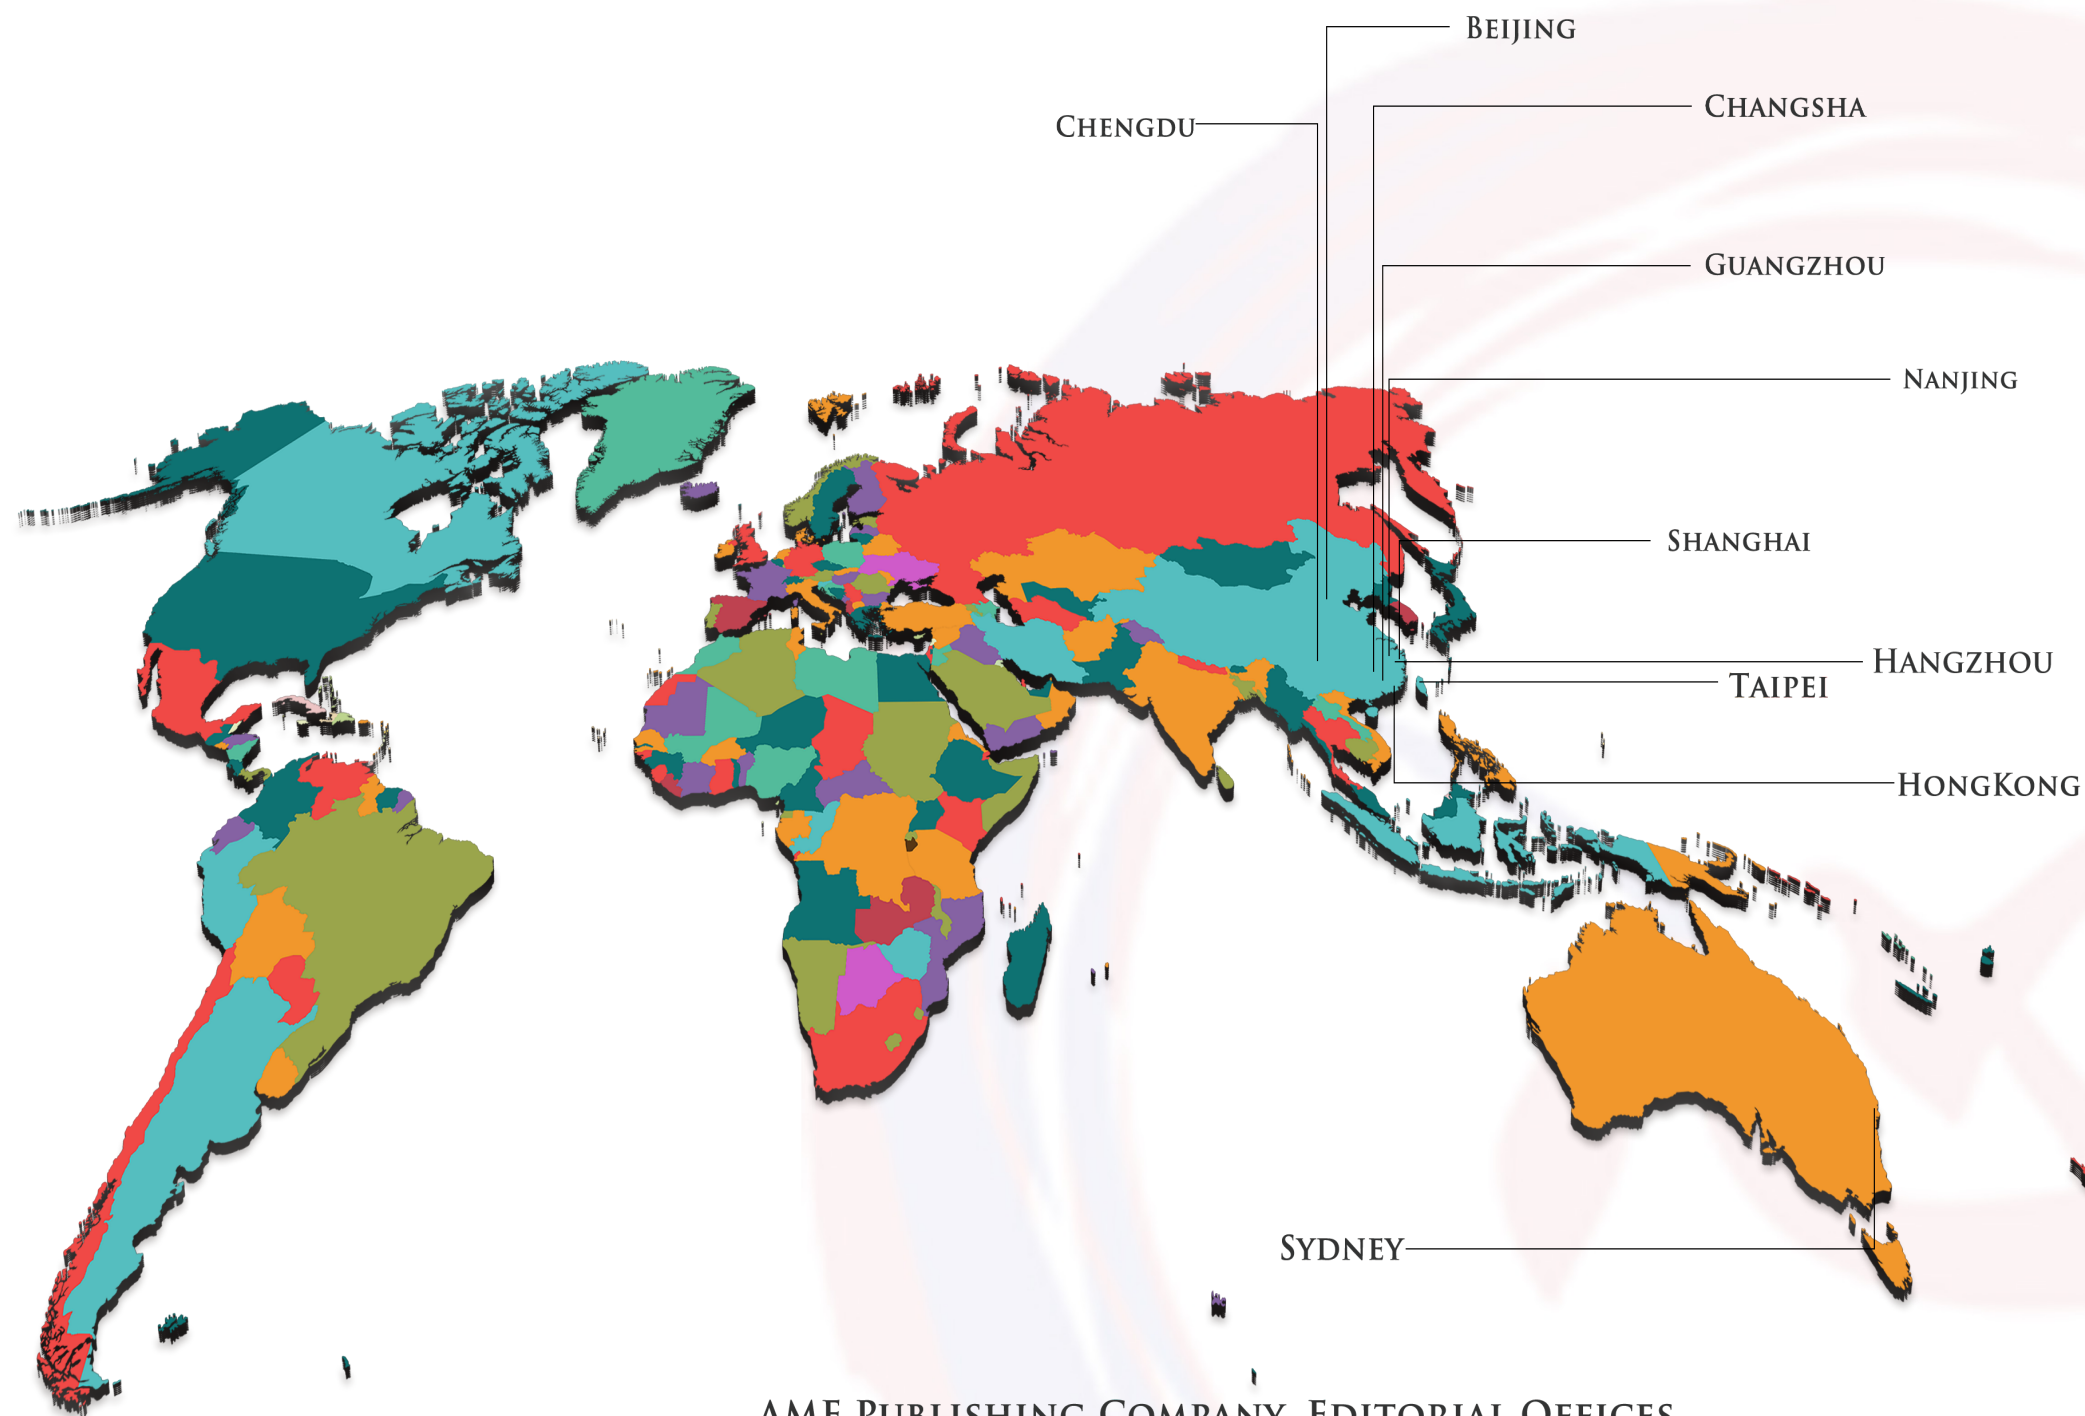 Beijing
Changsha
Chengdu
Guangzhou
Nanjing
Shanghai
Hangzhou
Taipei
HongKong
Sydney
AME Publishing Company, Editorial Offices